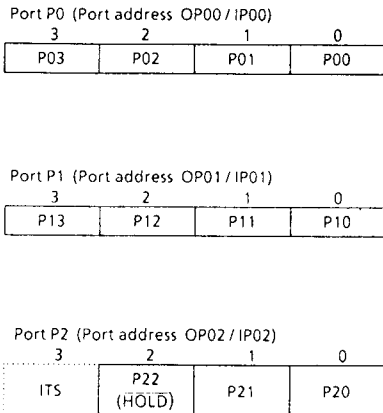 Port P0 (Port address OP00 / IP00)
3 2 1 0
P03 P02 P01 P00
Port P1 (Port address OP01 / IP01)
3 2 1 0
P13 P12 P11 P10
Port P2 (Port address OP02 / IP02)
3 2 1 0
ITS P22 P21 P20
(HOLD)